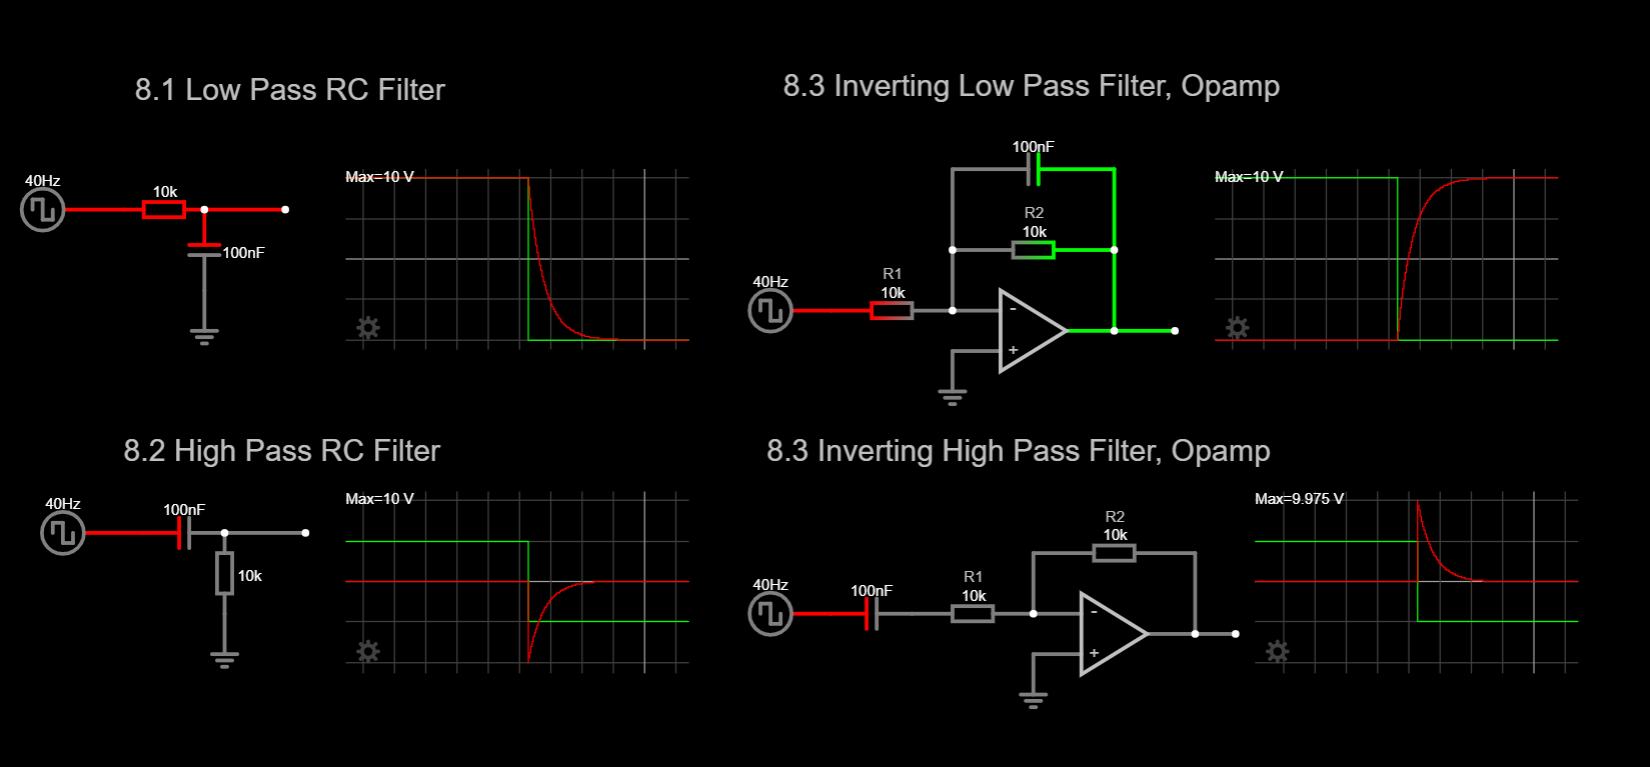 8.1 Low Pass RC Filter
40Hz
10k
100nF
Max=10 V
8.3 Inverting Low Pass Filter, Opamp
100nF
R2
10k
R1
10k
40Hz
-
+
Max=10 V
8.2 High Pass RC Filter
40Hz
100nF
10k
Max=10 V
8.3 Inverting High Pass Filter, Opamp
R2
10k
R1
10k
100nF
40Hz
-
+
Max=9.975 V